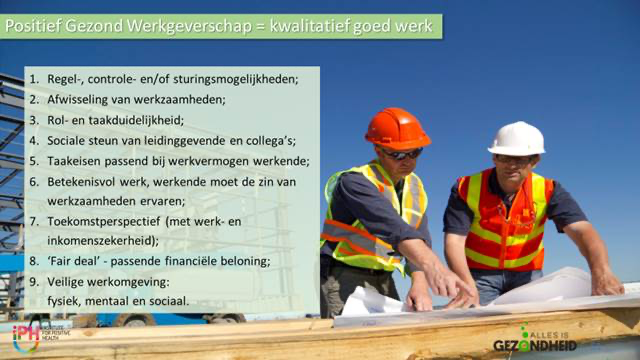 Positief Gezond Werkgeverschap = kwalitatief goed werk
1. Regel-, controle- en/of sturingsmogelijkheden;
2. Afwisseling van werkzaamheden;
3. Rol- en taakduidelijkheid;
4. Sociale steun van leidinggevende en collega's;
5. Taakeisen passend bij werkvermogen werkende;
6. Betekenisvol werk, werkende moet de zin van
werkzaamheden ervaren;
7. Toekomstperspectief (met werk- en
inkomenszekerheid);
8. ‘Fair deal’ - passende financiële beloning;
9. Veilige werkomgeving:
fysiek, mentaal en sociaal.
iPH INSTITUTE
FOR POSITIVE
HEALTH
ALLES IS
GEZONDHEID